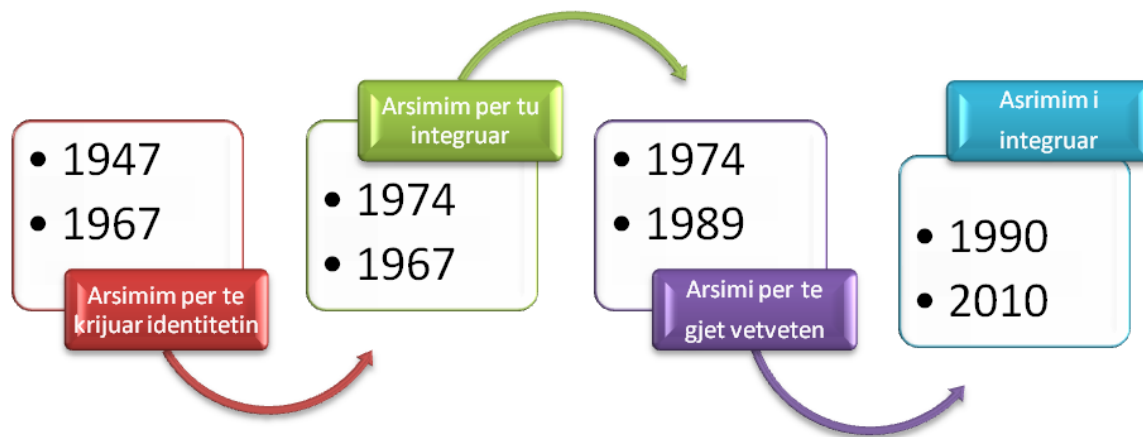 • 1947
• 1967
Arsimim per te
krijuar identitetin
Arsimim per tu
integruar
• 1974
• 1967
• 1974
• 1989
Arsimi per te
gjet vetveten
Asrimim i
integruar
• 1990
• 2010